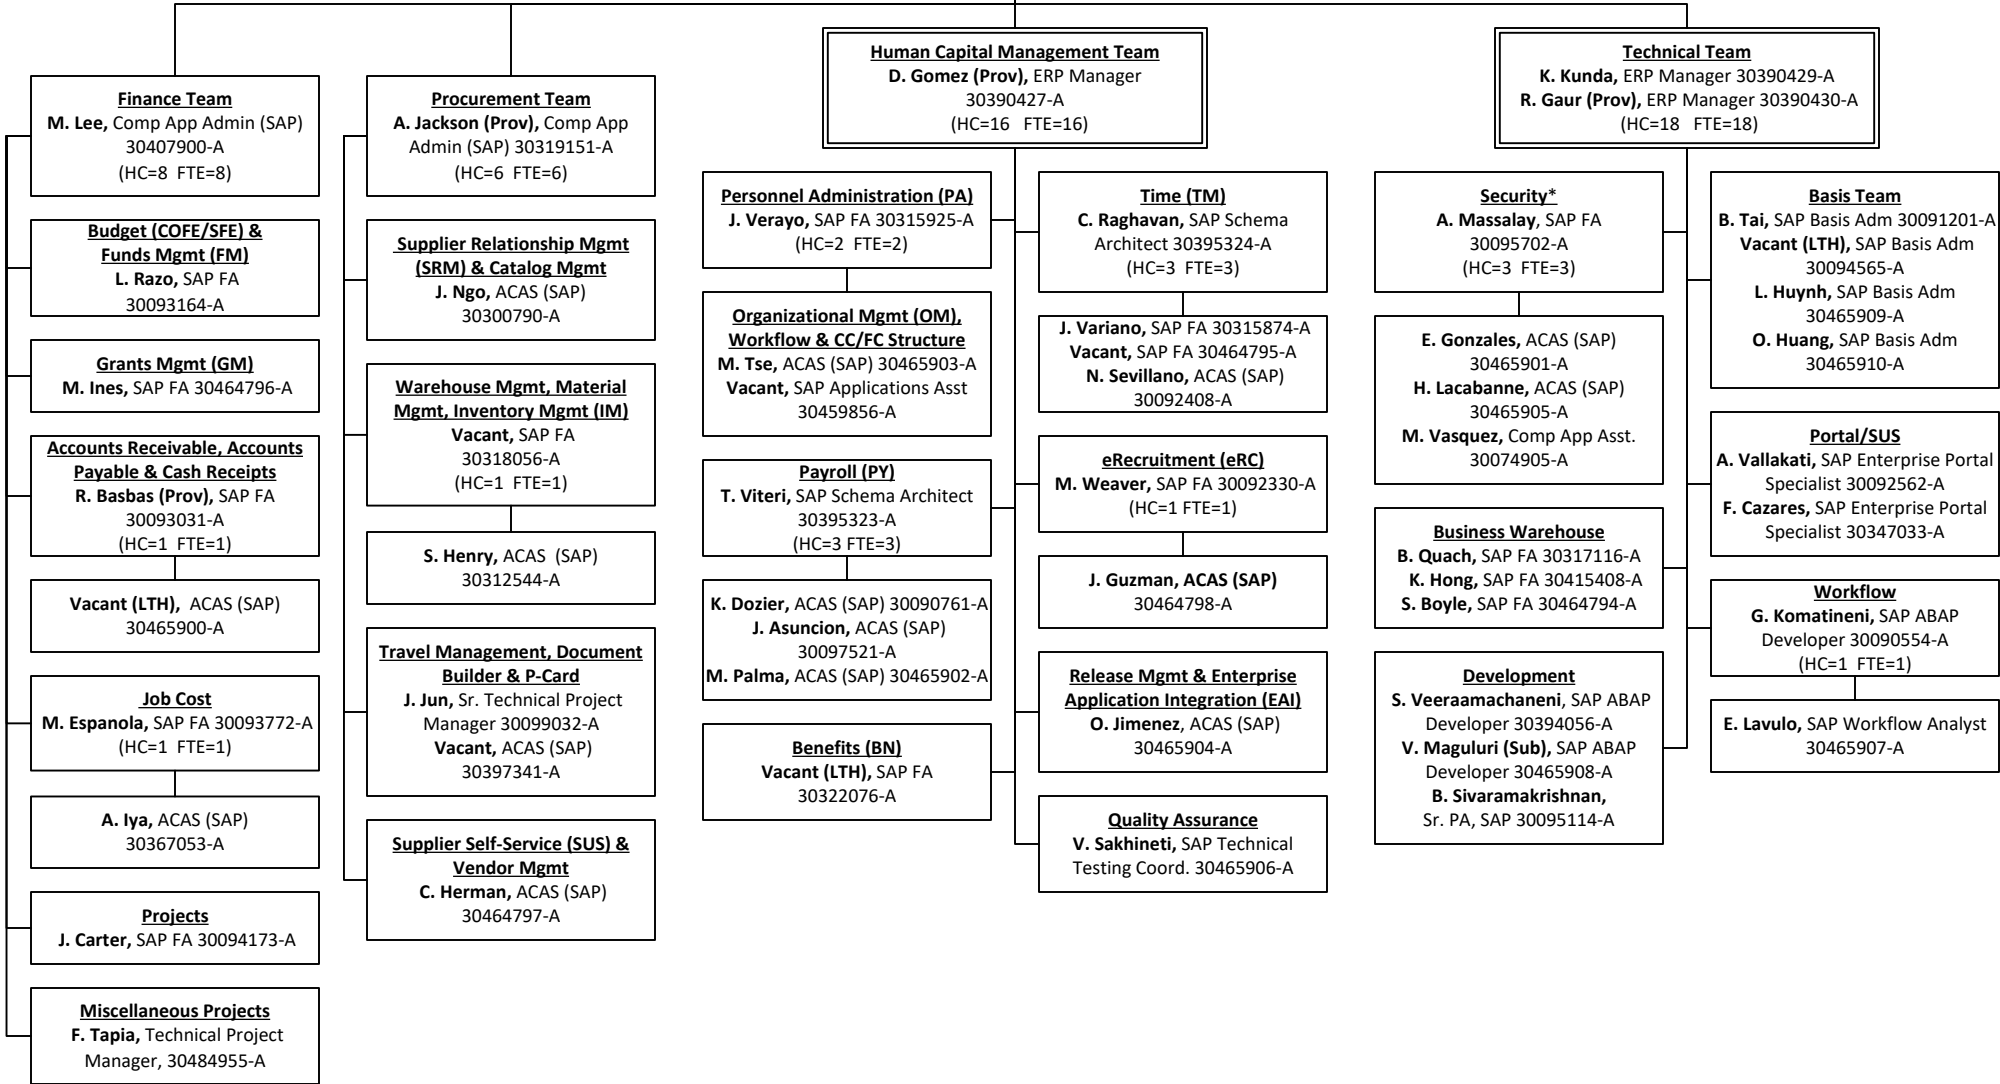 Finance Team
M. Lee, Comp App Admin (SAP)
30407900-A
(HC=8  FTE=8)
Budget (COFE/SFE) &
Funds Mgmt (FM)
L. Razo, SAP FA
30093164-A
Grants Mgmt (GM)
M. Ines, SAP FA 30464796-A
Accounts Receivable, Accounts
Payable & Cash Receipts
R. Basbas (Prov), SAP FA
30093031-A
(HC=1  FTE=1)
Vacant (LTH),  ACAS (SAP)
30465900-A
Job Cost
M. Espanola, SAP FA 30093772-A
(HC=1  FTE=1)
A. Iya, ACAS (SAP)
30367053-A
Projects
J. Carter, SAP FA 30094173-A
Miscellaneous Projects
F. Tapia, Technical Project
Manager, 30484955-A
Procurement Team
A. Jackson (Prov), Comp App
Admin (SAP) 30319151-A
(HC=6  FTE=6)
Supplier Relationship Mgmt
(SRM) & Catalog Mgmt
J. Ngo, ACAS (SAP)
30300790-A
Warehouse Mgmt, Material
Mgmt, Inventory Mgmt (IM)
Vacant, SAP FA
30318056-A
(HC=1  FTE=1)
S. Henry, ACAS  (SAP)
30312544-A
Travel Management, Document
Builder & P-Card
J. Jun, Sr. Technical Project
Manager 30099032-A
Vacant, ACAS (SAP)
30397341-A
Supplier Self-Service (SUS) &
Vendor Mgmt
C. Herman, ACAS (SAP)
30464797-A
Human Capital Management Team
D. Gomez (Prov), ERP Manager
30390427-A
(HC=16   FTE=16)
Personnel Administration (PA)
J. Verayo, SAP FA 30315925-A
(HC=2  FTE=2)
Organizational Mgmt (OM),
Workflow & CC/FC Structure
M. Tse, ACAS (SAP) 30465903-A
Vacant, SAP Applications Asst
30459856-A
Payroll (PY)
T. Viteri, SAP Schema Architect
30395323-A
(HC=3 FTE=3)
K. Dozier, ACAS (SAP) 30090761-A
J. Asuncion, ACAS (SAP)
30097521-A
M. Palma, ACAS (SAP) 30465902-A
Benefits (BN)
Vacant (LTH), SAP FA
30322076-A
Time (TM)
C. Raghavan, SAP Schema
Architect 30395324-A
(HC=3  FTE=3)
J. Variano, SAP FA 30315874-A
Vacant, SAP FA 30464795-A
N. Sevillano, ACAS (SAP)
30092408-A
eRecruitment (eRC)
M. Weaver, SAP FA 30092330-A
(HC=1 FTE=1)
J. Guzman, ACAS (SAP)
30464798-A
Release Mgmt & Enterprise
Application Integration (EAI)
O. Jimenez, ACAS (SAP)
30465904-A
Quality Assurance
V. Sakhineti, SAP Technical
Testing Coord. 30465906-A
Technical Team
K. Kunda, ERP Manager 30390429-A
R. Gaur (Prov), ERP Manager 30390430-A
(HC=18   FTE=18)
Security*
A. Massalay, SAP FA
30095702-A
(HC=3  FTE=3)
E. Gonzales, ACAS (SAP)
30465901-A
H. Lacabanne, ACAS (SAP)
30465905-A
M. Vasquez, Comp App Asst.
30074905-A
Business Warehouse
B. Quach, SAP FA 30317116-A
K. Hong, SAP FA 30415408-A
S. Boyle, SAP FA 30464794-A
Development
S. Veeraamachaneni, SAP ABAP
Developer 30394056-A
V. Maguluri (Sub), SAP ABAP
Developer 30465908-A
B. Sivaramakrishnan,
Sr. PA, SAP 30095114-A
Basis Team
B. Tai, SAP Basis Adm 30091201-A
Vacant (LTH), SAP Basis Adm
30094565-A
L. Huynh, SAP Basis Adm
30465909-A
O. Huang, SAP Basis Adm
30465910-A
Portal/SUS
A. Vallakati, SAP Enterprise Portal
Specialist 30092562-A
F. Cazares, SAP Enterprise Portal
Specialist 30347033-A
Workflow
G. Komatineni, SAP ABAP
Developer 30090554-A
(HC=1  FTE=1)
E. Lavulo, SAP Workflow Analyst
30465907-A